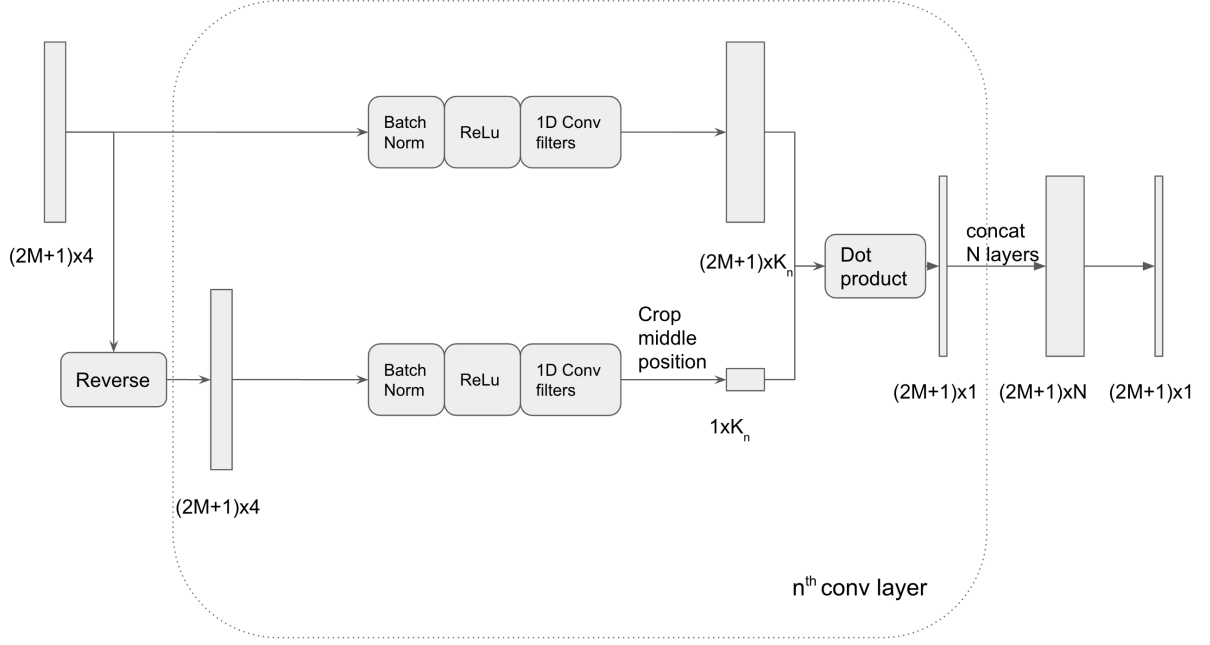 Batch
Norm
ReLu
1D Conv
filters
(2M+1)x4
(2M+1)xKn
concat
N layers
Dot
product
Crop
middle
position
Reverse
Batch
Norm
ReLu
1D Conv
filters
(2M+1)x1
(2M+1)xN
(2M+1)x1
1xKn
(2M+1)x4
nth conv layer